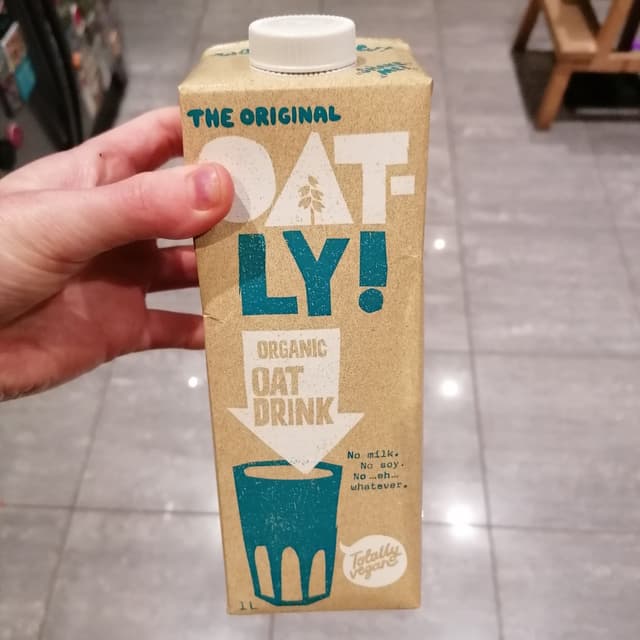 THE ORIGINAL
OAT-
LY!
ORGANIC
OAT
DRINK
No milk.
No soy.
No ...eh...
whatever.
Totally
vegan
1L